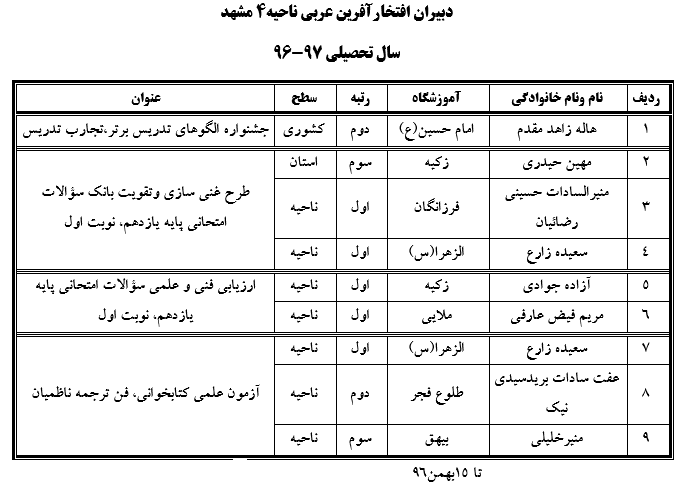 دبیران افتخارآفرین عربی ناحیه۴ مشهد
سال تحصیلی ۹۷-۹۶
ردیف نام ونام خانوادگی آموزشگاه رتبه سطح عنوان
۱ هاله زاهد مقدم امام حسین(ع) دوم کشوری جشنواره الگوهای تدریس برتر،تجارب تدریس
۲ مهین حیدری زکیه سوم استان
طرح غنی سازی وتقویت بانک سؤالات
۳ منیرالسادات حسینی
رضائیان فرزانگان اول ناحیه
امتحانی پایه یازدهم، نوبت اول
۴ سعیده زارع الزهرا(س) اول ناحیه
۵ آزاده جوادی زکیه اول ناحیه ارزیابی فنی و علمی سؤالات امتحانی پایه
۶ مریم فیض عارفی ملایی اول ناحیه یازدهم، نوبت اول
۷ سعیده زارع الزهرا(س) اول ناحیه
۸ عفت سادات بریدسیدی
نیک طلوع فجر دوم ناحیه آزمون علمی کتابخوانی، فن ترجمه ناظمیان
۹ منیرخلیلی بیهق سوم ناحیه
تا ۱۵بهمن۹۶